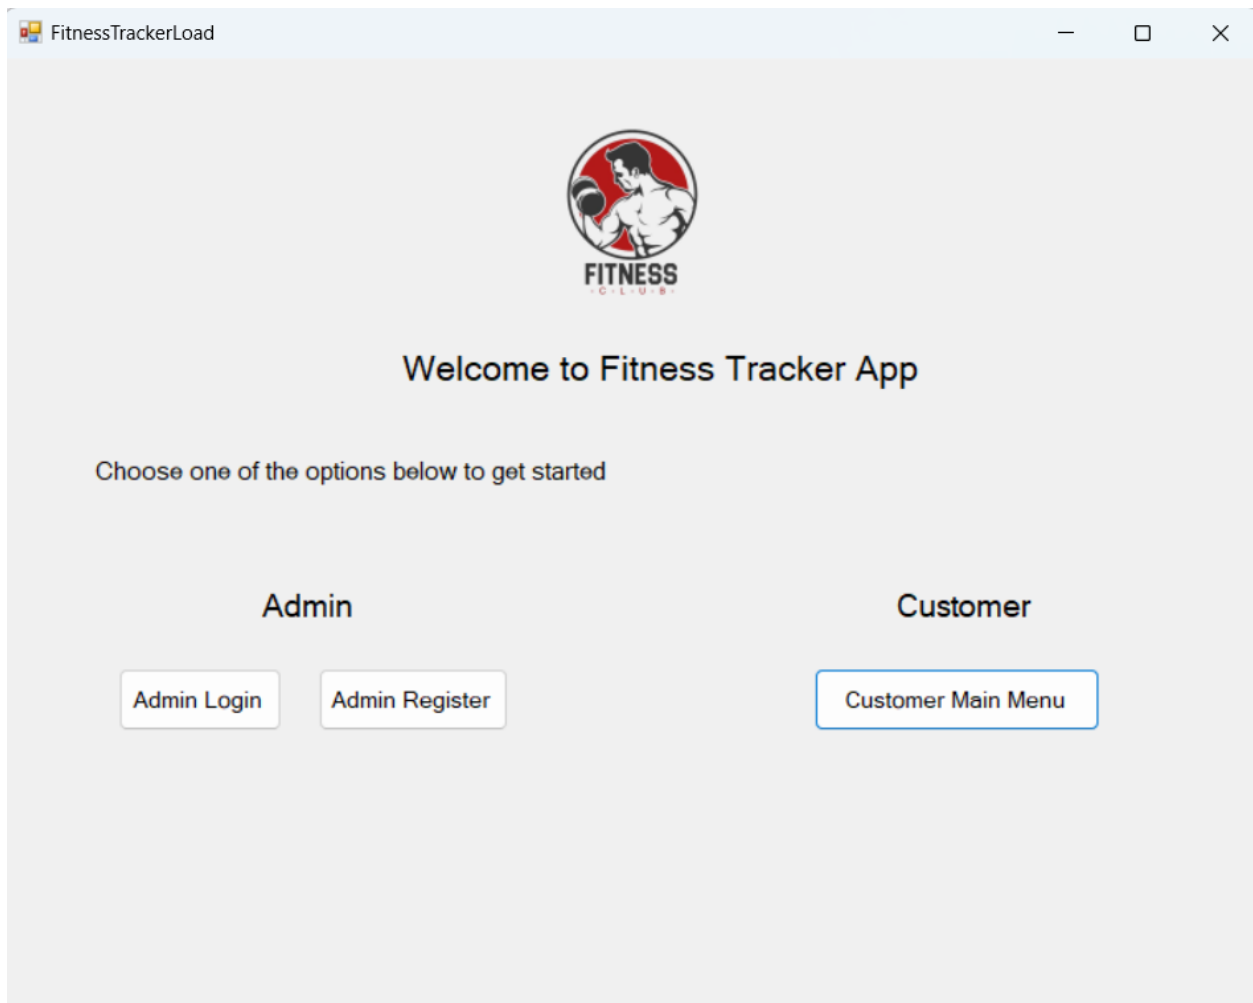 FitnessTrackerLoad
FITNESS
·C·L·U·B·
Welcome to Fitness Tracker App
Choose one of the options below to get started
Admin
Customer
Admin Login
Admin Register
Customer Main Menu